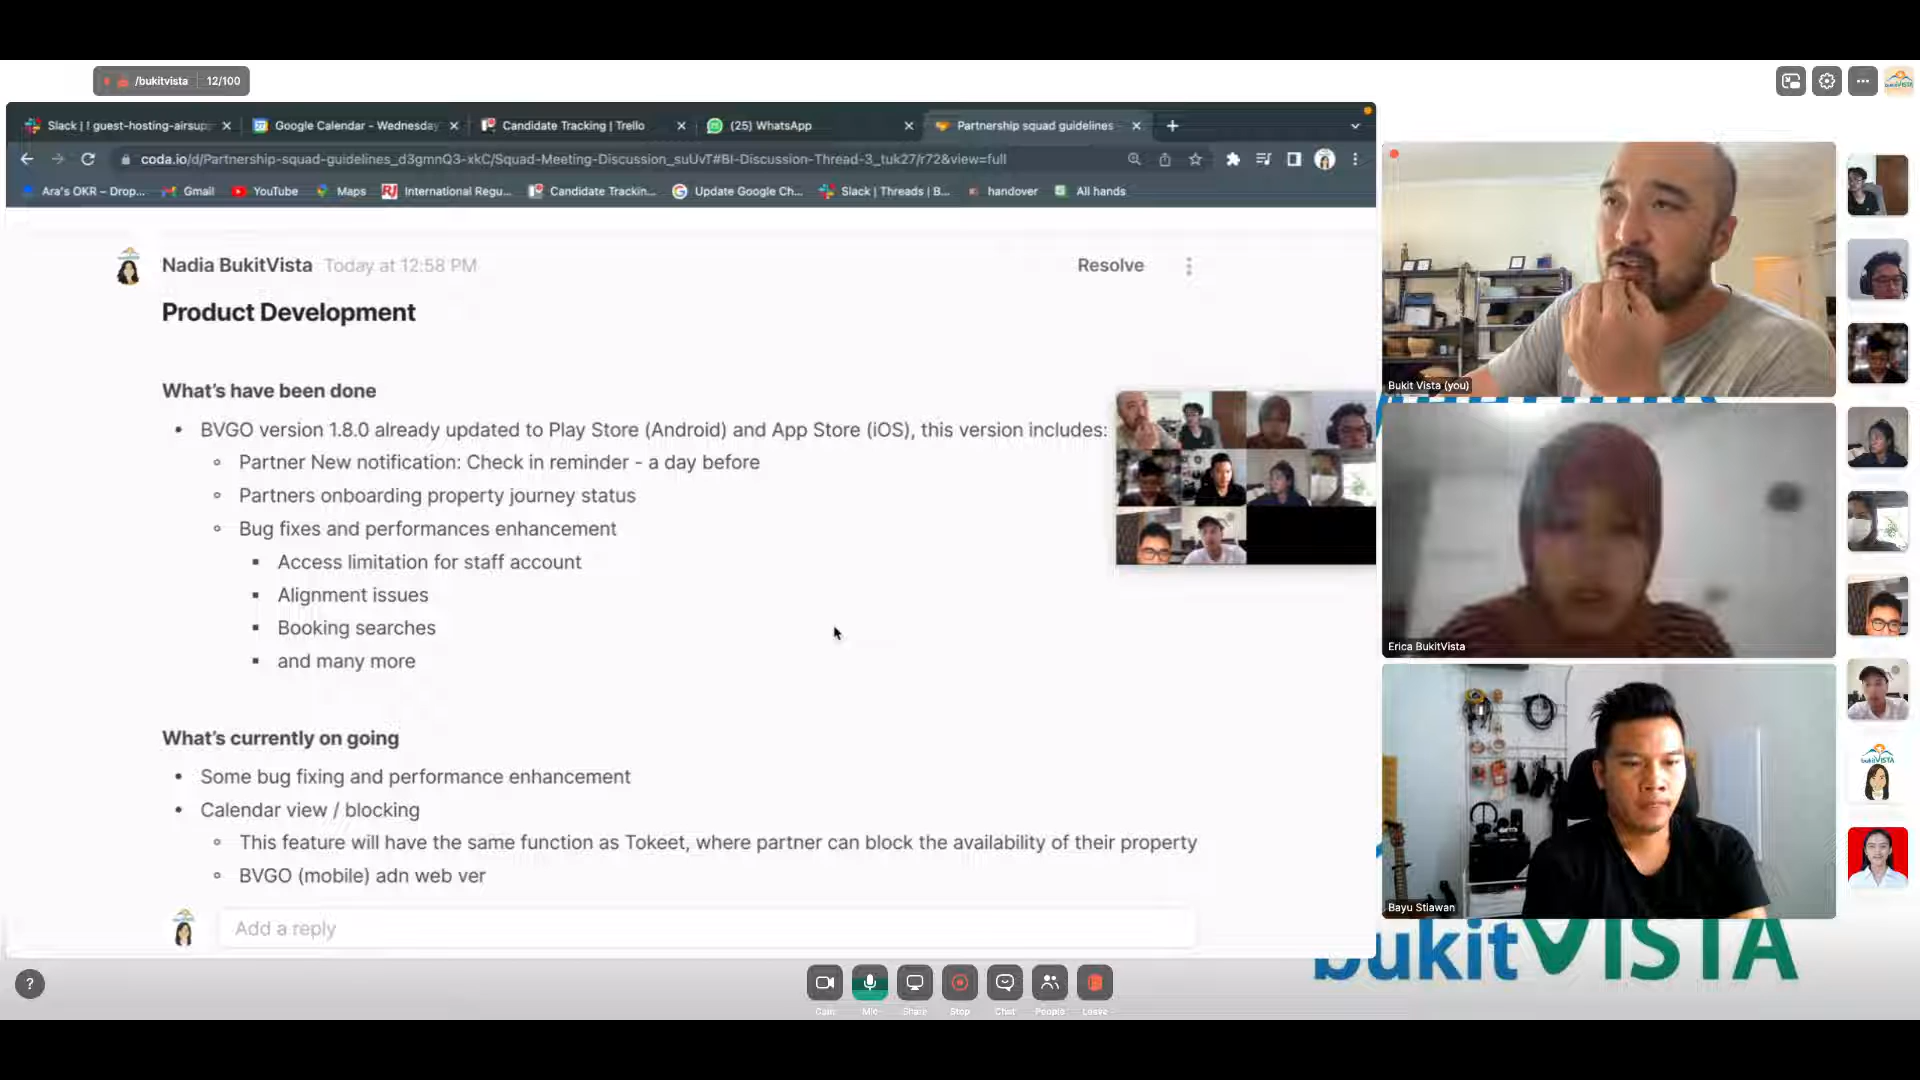 /bukitvista 12/100
Slack | ! guest-hosting-airsup
Google Calendar - Wednesday
Candidate Tracking | Trello
(25) WhatsApp
Partnership squad guidelines
coda.io/d/Partnership-squad-guidelines_d3gmnQ3-xkC/Squad-Meeting-Discussion_suUvT#BI-Discussion-Thread-3_tuk27/r72&view=full
Ara's OKR – Drop...
Gmail
YouTube
Maps
International Regu...
Candidate Trackin...
Update Google Ch...
Slack | Threads | B...
handover
All hands
Nadia BukitVista Today at 12:58 PM
Resolve
Product Development
What's have been done
• BVGO version 1.8.0 already updated to Play Store (Android) and App Store (iOS), this version includes:
◦ Partner New notification: Check in reminder - a day before
◦ Partners onboarding property journey status
◦ Bug fixes and performances enhancement
▪ Access limitation for staff account
▪ Alignment issues
▪ Booking searches
▪ and many more
What's currently on going
• Some bug fixing and performance enhancement
• Calendar view / blocking
◦ This feature will have the same function as Tokeet, where partner can block the availability of their property
◦ BVGO (mobile) adn web ver
Add a reply
Bukit Vista (you)
Erica BukitVista
Bayu Stiawan
bukitVISTA
bukitVISTA
?
Cam
Mic
Share
Stop
Chat
People
Leave